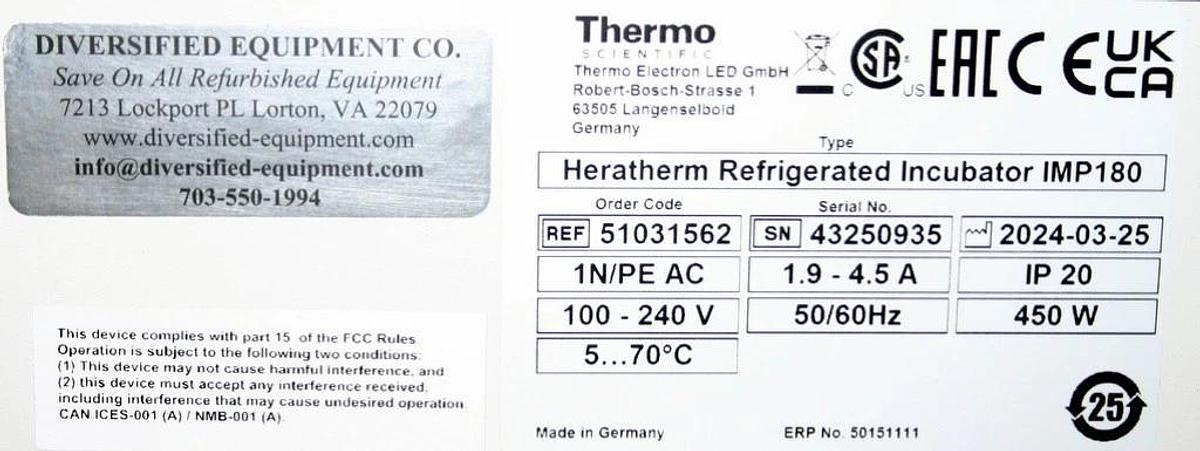 DIVERSIFIED EQUIPMENT CO.
Save On All Refurbished Equipment
7213 Lockport PL Lorton, VA 22079
www.diversified-equipment.com
info@diversified-equipment.com
703-550-1994
This device complies with part 15 of the FCC Rules
Operation is subject to the following two conditions:
(1) This device may not cause harmful interference, and
(2) this device must accept any interference received,
including interference that may cause undesired operation
CAN ICES-001 (A) / NMB-001 (A).
Thermo
SCIENTIFIC
Thermo Electron LED GmbH
Robert-Bosch-Strasse 1
63505 Langenselbold
Germany
C SA US EAC CE UK CA
Type
Heratherm Refrigerated Incubator IMP180
Order Code Serial No.
REF 51031562 SN 43250935 2024-03-25
1N/PE AC 1.9 - 4.5 A IP 20
100 - 240 V 50/60Hz 450 W
5...70°C
25
Made in Germany ERP No. 50151111